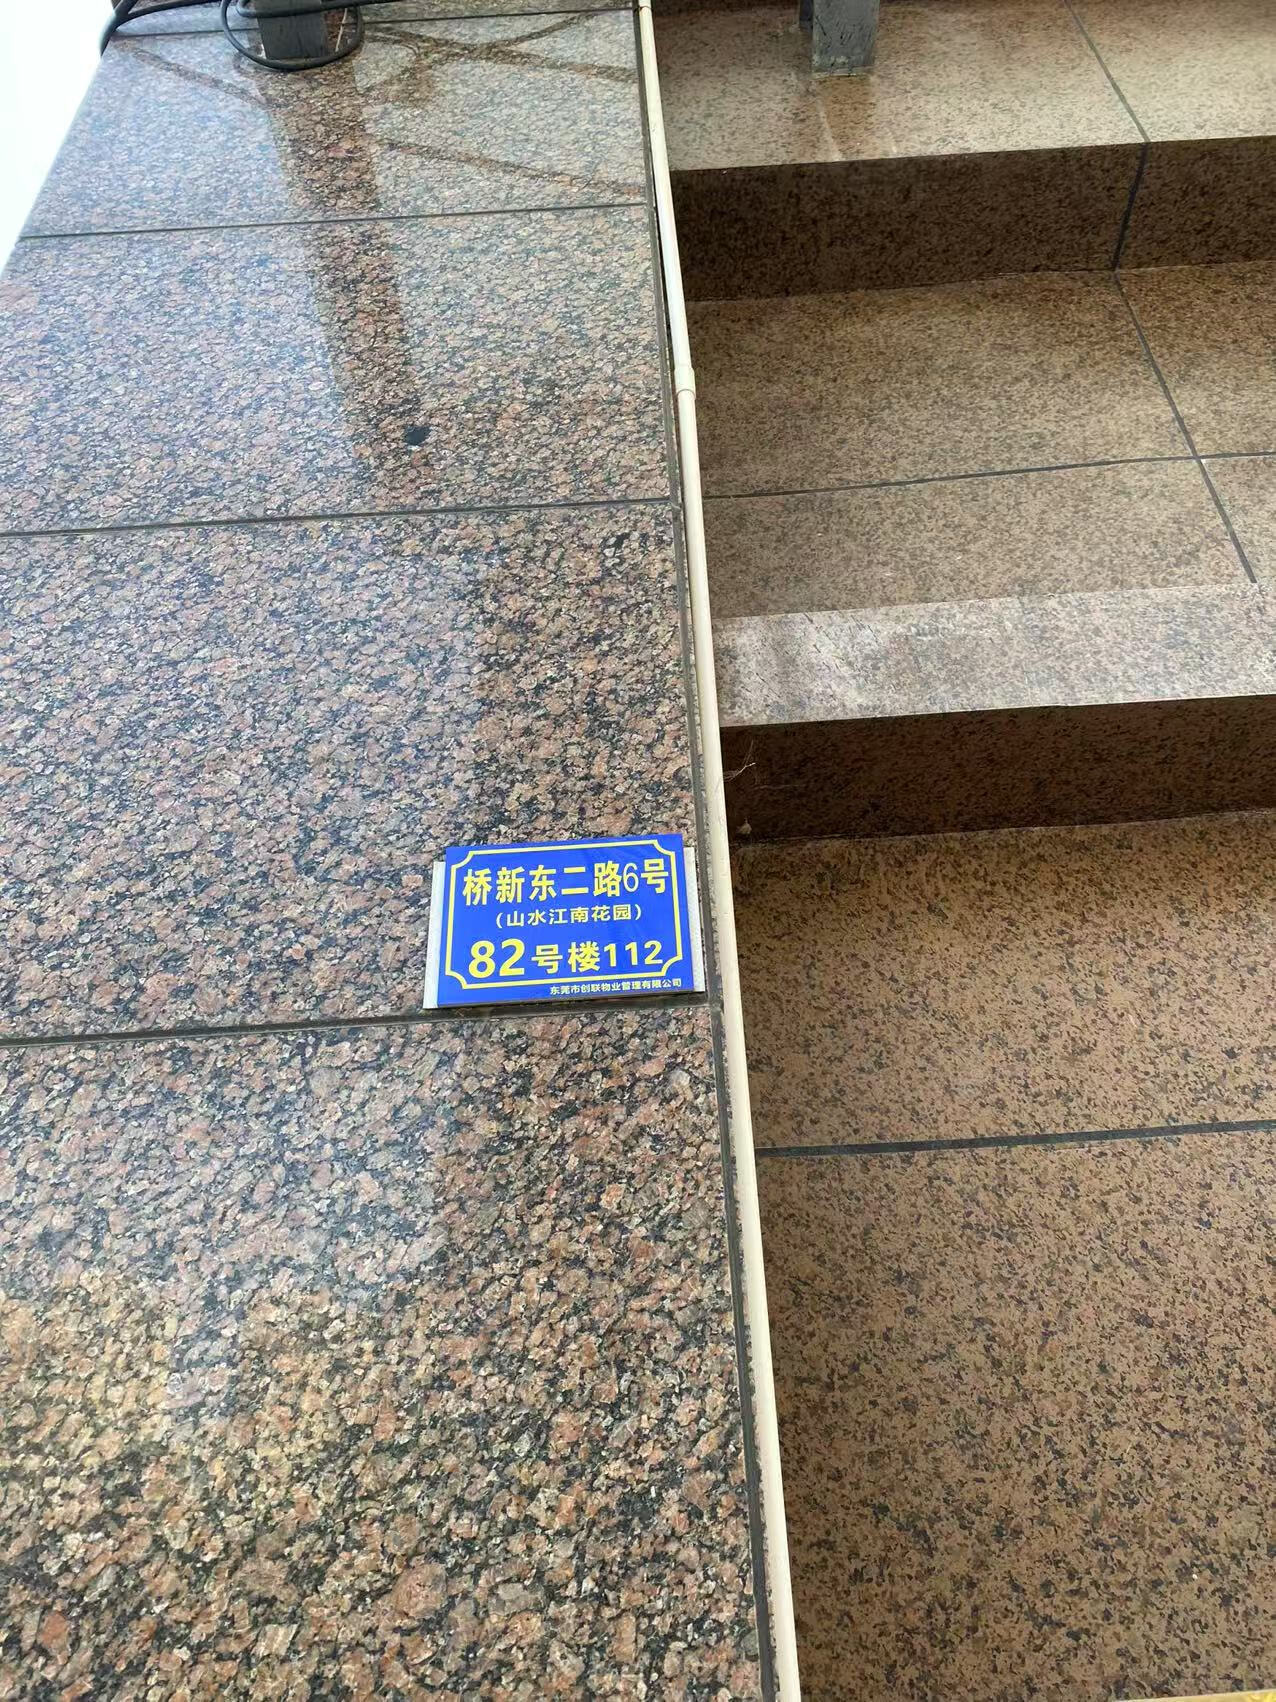 桥新东二路6号
（山水江南花园）
82号楼112
东莞市创联物业管理有限公司